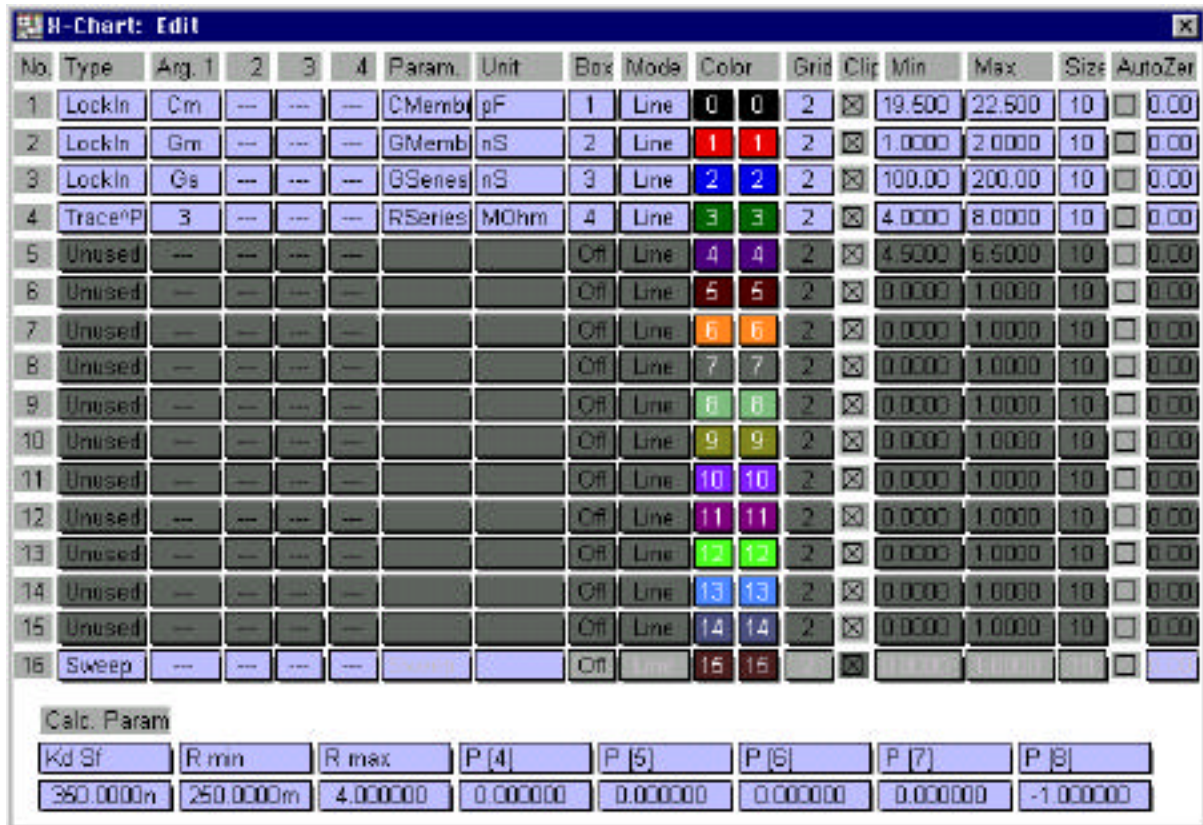 X-Chart: Edit
No. Type Arg. 1 2 3 4 Param. Unit Box Mode Color Grid Clip Min Max Size AutoZer
1 LockIn Cm --- --- --- CMemb pF 1 Line 0 0 2 19.500 22.500 10 0.00
2 LockIn Gm --- --- --- GMemb nS 2 Line 1 1 2 1.0000 2.0000 10 0.00
3 LockIn Gs --- --- --- GSeries nS 3 Line 2 2 2 100.00 200.00 10 0.00
4 Trace^P 3 --- --- --- RSeries MOhm 4 Line 3 3 2 4.0000 8.0000 10 0.00
5 Unused --- --- --- --- Off Line 4 4 2 4.5000 6.5000 10 0.00
6 Unused --- --- --- --- Off Line 5 5 2 0.0000 1.0000 10 0.00
7 Unused --- --- --- --- Off Line 6 6 2 0.0000 1.0000 10 0.00
8 Unused --- --- --- --- Off Line 7 7 2 0.0000 1.0000 10 0.00
9 Unused --- --- --- --- Off Line 8 8 2 0.0000 1.0000 10 0.00
10 Unused --- --- --- --- Off Line 9 9 2 0.0000 1.0000 10 0.00
11 Unused --- --- --- --- Off Line 10 10 2 0.0000 1.0000 10 0.00
12 Unused --- --- --- --- Off Line 11 11 2 0.0000 1.0000 10 0.00
13 Unused --- --- --- --- Off Line 12 12 2 0.0000 1.0000 10 0.00
14 Unused --- --- --- --- Off Line 13 13 2 0.0000 1.0000 10 0.00
15 Unused --- --- --- --- Off Line 14 14 2 0.0000 1.0000 10 0.00
16 Sweep --- --- --- --- Off 15 15
Calc. Param
Kd Sf R min R max P [4] P [5] P [6] P [7] P [8]
350.0000n 250.0000m 4.000000 0.000000 0.000000 0.000000 0.000000 -1.000000